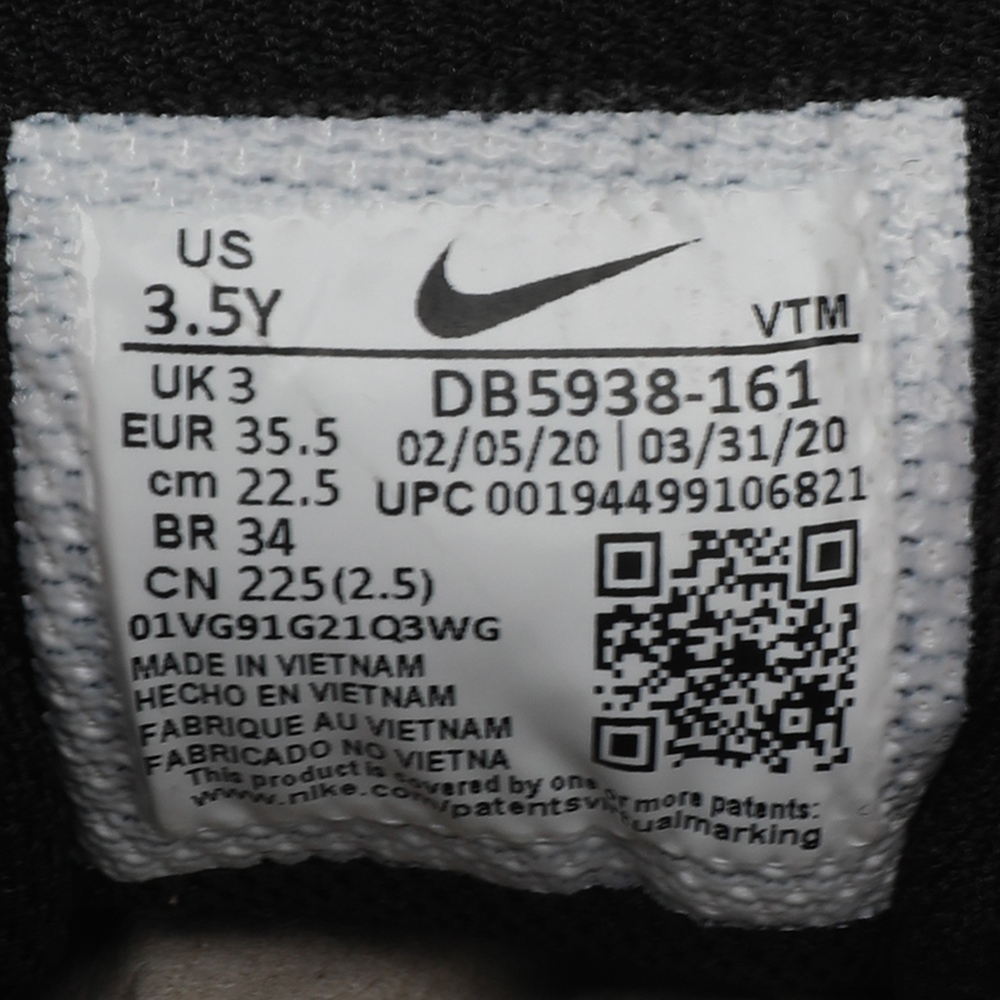 US
3.5Y
VTM
UK 3
EUR 35.5
cm 22.5
BR 34
CN 225(2.5)
DB5938-161
02/05/20 | 03/31/20
UPC 00194499106821
01VG91G21Q3WG
MADE IN VIETNAM
HECHO EN VIETNAM
FABRIQUE AU VIETNAM
FABRICADO NO VIETNA
This product is covered by one or more patents:
www.nike.com/patentsvirtualmarking